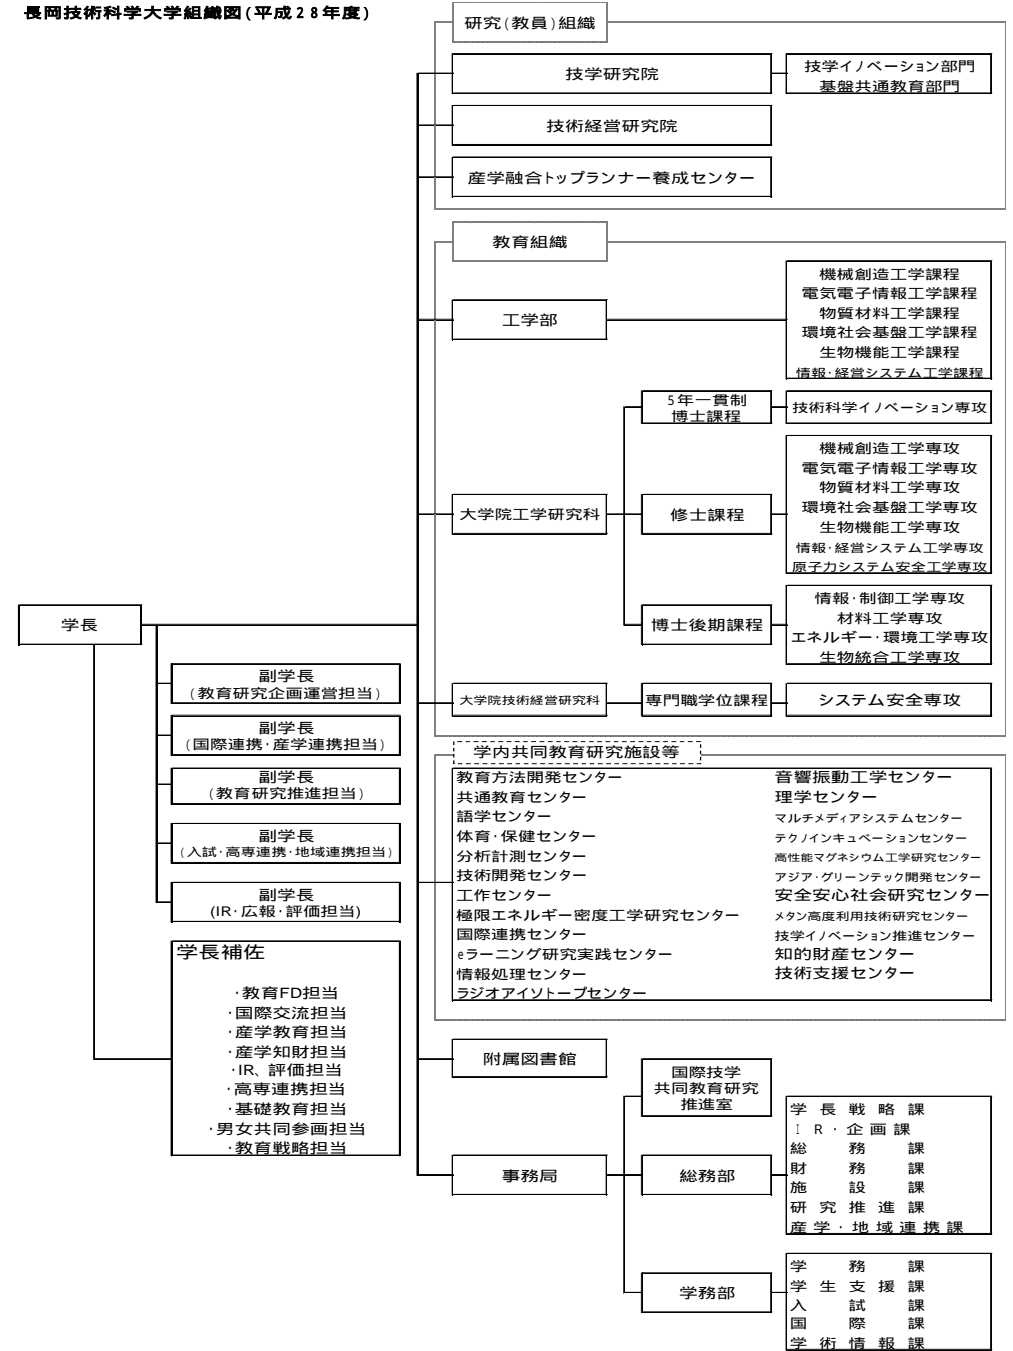 長岡技術科学大学組織図(平成28年度)
研究(教員)組織
技学研究院
技学イノベーション部門
基盤共通教育部門
技術経営研究院
産学融合トップランナー養成センター
教育組織
工学部
機械創造工学課程
電気電子情報工学課程
物質材料工学課程
環境社会基盤工学課程
生物機能工学課程
情報・経営システム工学課程
大学院工学研究科
5年一貫制
博士課程
技術科学イノベーション専攻
修士課程
機械創造工学専攻
電気電子情報工学専攻
物質材料工学専攻
環境社会基盤工学専攻
生物機能工学専攻
情報・経営システム工学専攻
原子力システム安全工学専攻
博士後期課程
情報・制御工学専攻
材料工学専攻
エネルギー・環境工学専攻
生物統合工学専攻
大学院技術経営研究科
専門職学位課程
システム安全専攻
学長
副学長
(教育研究企画運営担当)
副学長
(国際連携・産学連携担当)
副学長
(教育研究推進担当)
副学長
(入試・高専連携・地域連携担当)
副学長
(IR・広報・評価担当)
学長補佐
・教育FD担当
・国際交流担当
・産学教育担当
・産学知財担当
・IR、評価担当
・高専連携担当
・基礎教育担当
・男女共同参画担当
・教育戦略担当
学内共同教育研究施設等
教育方法開発センター
共通教育センター
語学センター
体育・保健センター
分析計測センター
技術開発センター
工作センター
極限エネルギー密度工学研究センター
国際連携センター
eラーニング研究実践センター
情報処理センター
ラジオアイソトープセンター
音響振動工学センター
理学センター
マルチメディアシステムセンター
テクノインキュベーションセンター
高性能マグネシウム工学研究センター
アジア・グリーンテック開発センター
安全安心社会研究センター
メタン高度利用技術研究センター
技学イノベーション推進センター
知的財産センター
技術支援センター
附属図書館
事務局
国際技学
共同教育研究
推進室
総務部
学長戦略課
IR・企画課
総務課
財務課
施設課
研究推進課
産学・地域連携課
学務部
学務課
学生支援課
入試課
国際課
学術情報課